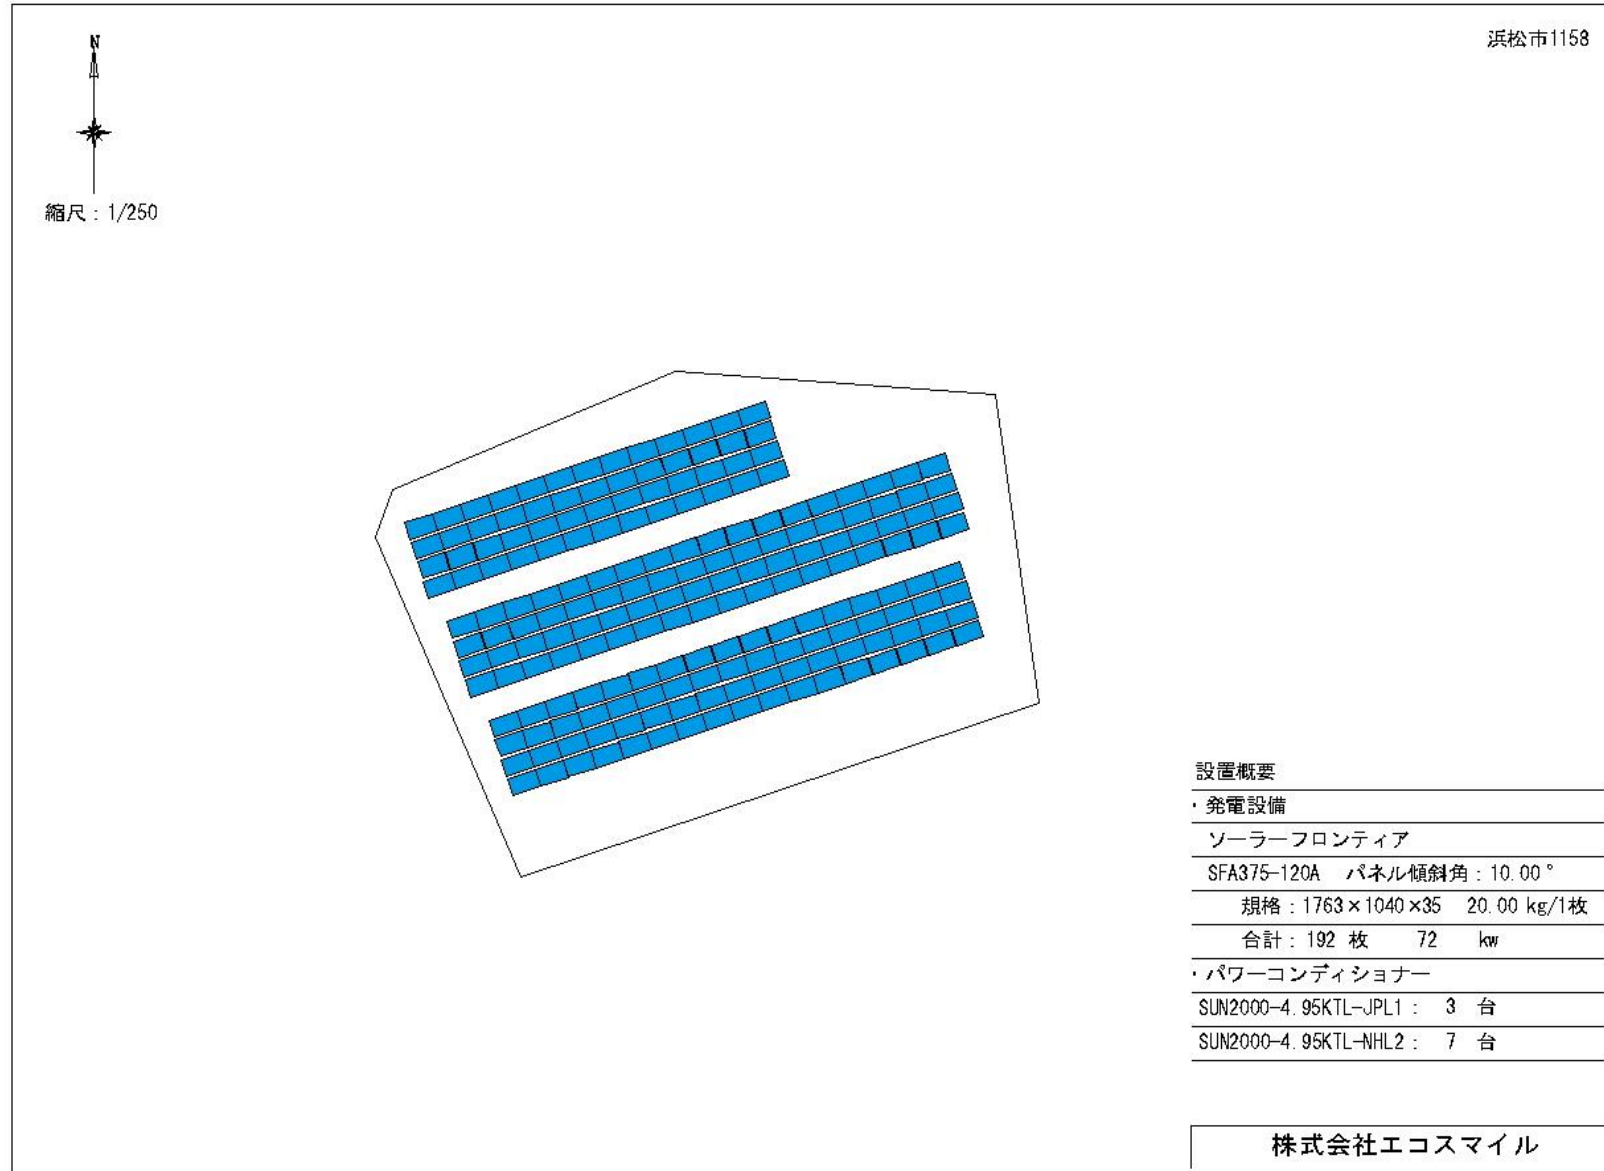 浜松市1158
N
縮尺：1/250
設置概要
・発電設備
ソーラーフロンティア
SFA375-120A パネル傾斜角：10.00°
規格：1763×1040×35 20.00 kg/1枚
合計：192 枚 72 kw
・パワーコンディショナー
SUN2000-4.95KTL-JPL1： 3 台
SUN2000-4.95KTL-NHL2： 7 台
株式会社エコスマイル